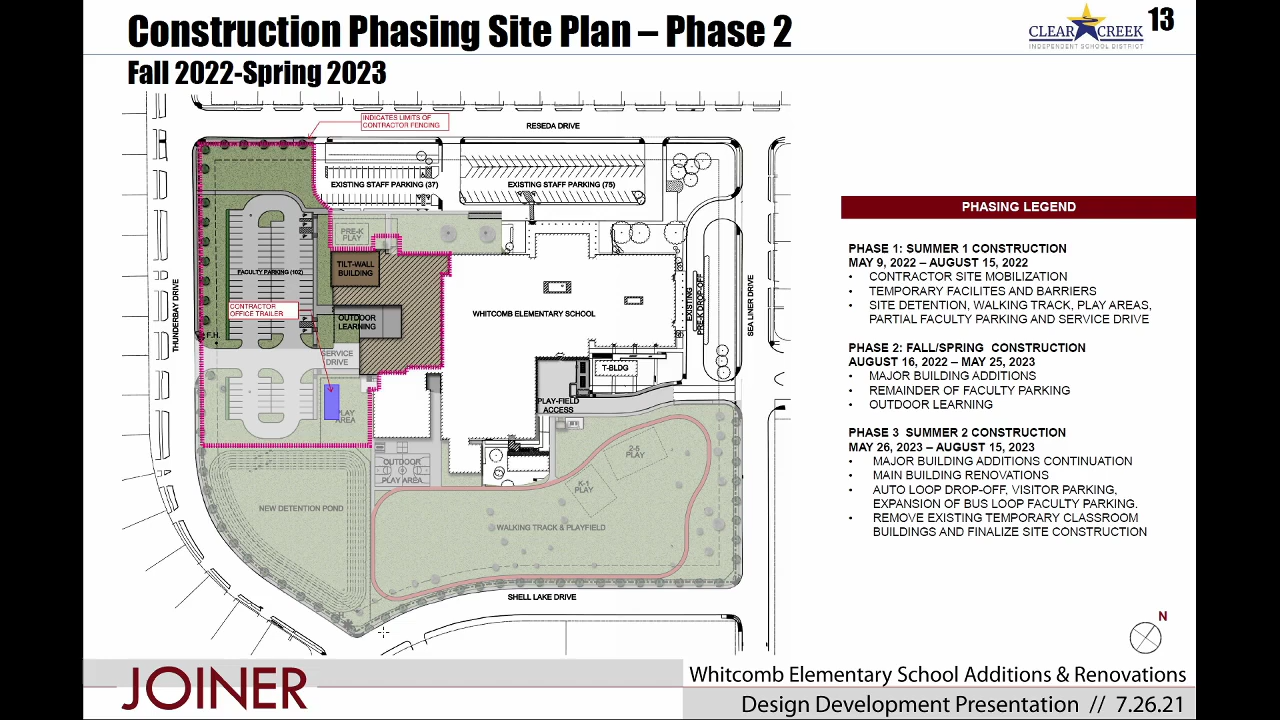 Construction Phasing Site Plan – Phase 2
CLEAR CREEK
INDEPENDENT SCHOOL DISTRICT
13
Fall 2022-Spring 2023
INDICATES LIMITS OF
CONTRACTOR FENCING
RESEDA DRIVE
EXISTING STAFF PARKING (37)
EXISTING STAFF PARKING (75)
PRE-K
PLAY
TILT-WALL
BUILDING
FACULTY PARKING (102)
CONTRACTOR
OFFICE TRAILER
OUTDOOR
LEARNING
WHITCOMB ELEMENTARY SCHOOL
EXISTING
PRE-K DROP-OFF
SEA LINER DRIVE
THUNDERBAY DRIVE
F.H.
SERVICE
DRIVE
T-BLDG
PLAY
AREA
PLAY-FIELD
ACCESS
2-5
PLAY
OUTDOOR
PLAY AREA
K-1
PLAY
NEW DETENTION POND
WALKING TRACK & PLAYFIELD
SHELL LAKE DRIVE
PHASING LEGEND
PHASE 1: SUMMER 1 CONSTRUCTION
MAY 9, 2022 – AUGUST 15, 2022
• CONTRACTOR SITE MOBILIZATION
• TEMPORARY FACILITES AND BARRIERS
• SITE DETENTION, WALKING TRACK, PLAY AREAS,
PARTIAL FACULTY PARKING AND SERVICE DRIVE
PHASE 2: FALL/SPRING CONSTRUCTION
AUGUST 16, 2022 – MAY 25, 2023
• MAJOR BUILDING ADDITIONS
• REMAINDER OF FACULTY PARKING
• OUTDOOR LEARNING
PHASE 3 SUMMER 2 CONSTRUCTION
MAY 26, 2023 – AUGUST 15, 2023
• MAJOR BUILDING ADDITIONS CONTINUATION
• MAIN BUILDING RENOVATIONS
• AUTO LOOP DROP-OFF, VISITOR PARKING,
EXPANSION OF BUS LOOP FACULTY PARKING.
• REMOVE EXISTING TEMPORARY CLASSROOM
BUILDINGS AND FINALIZE SITE CONSTRUCTION
N
JOINER
Whitcomb Elementary School Additions & Renovations
Design Development Presentation // 7.26.21